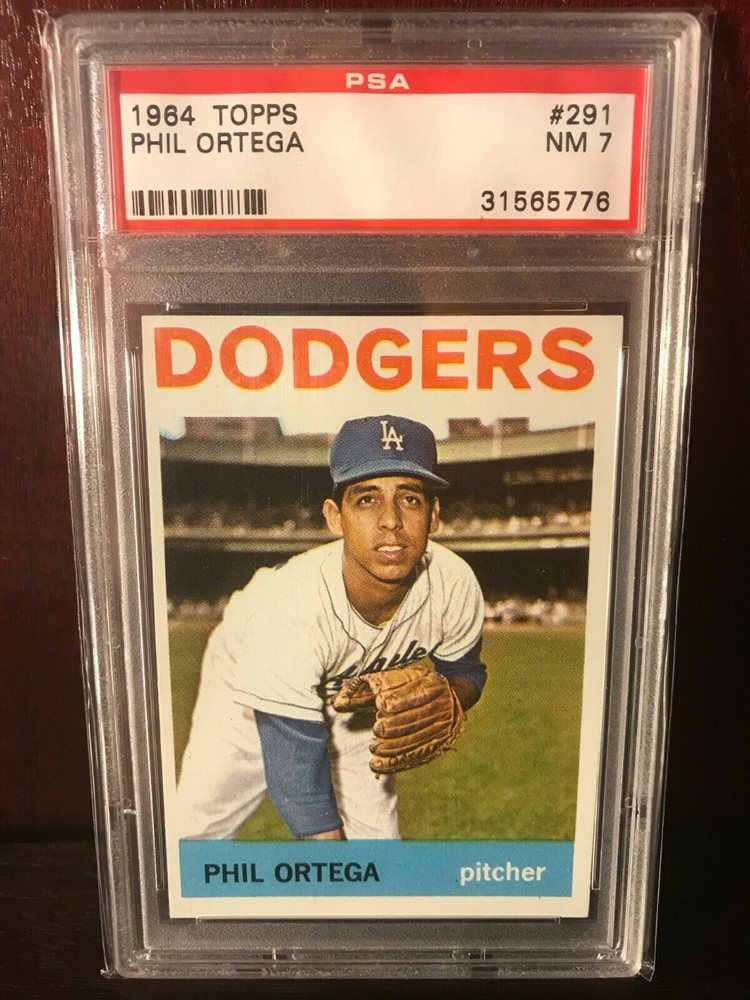 PSA
1964 TOPPS #291
PHIL ORTEGA NM 7
31565776
DODGERS
LA
PHIL ORTEGA pitcher